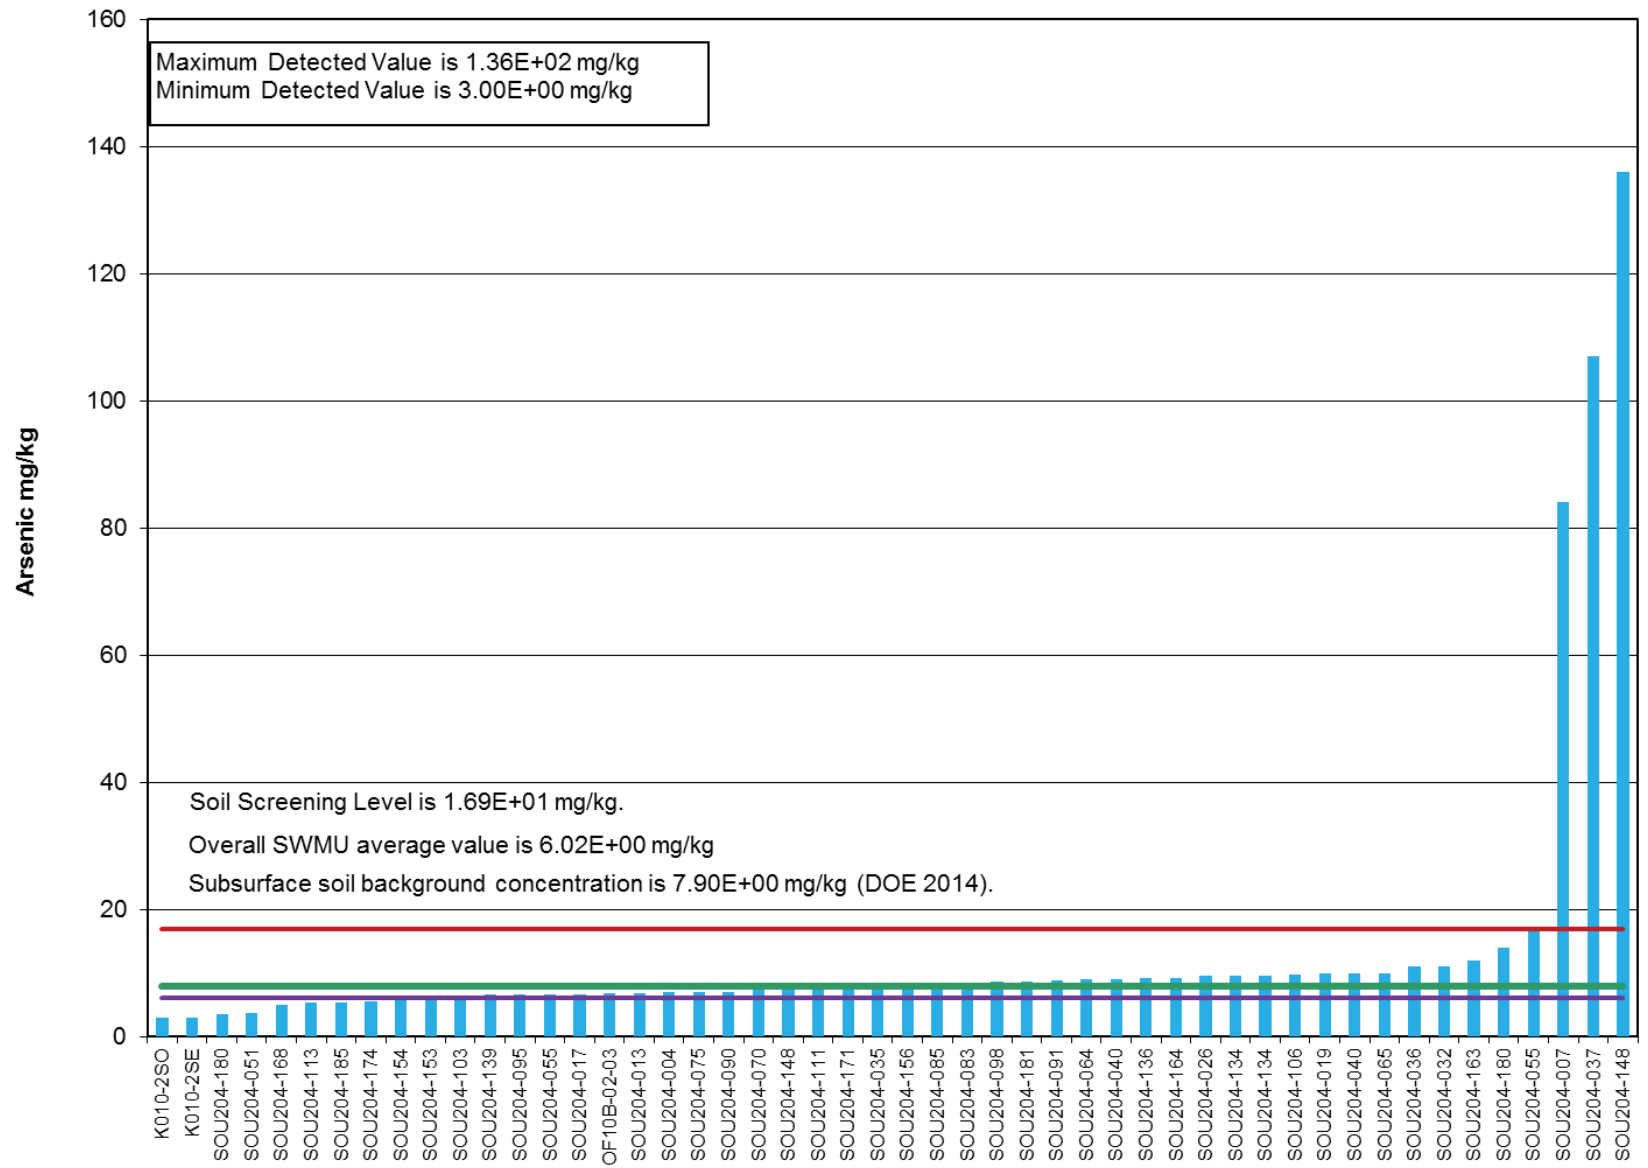 160
Maximum Detected Value is 1.36E+02 mg/kg
Minimum Detected Value is 3.00E+00 mg/kg
140
120
100
Arsenic mg/kg
80
60
40
Soil Screening Level is 1.69E+01 mg/kg.
Overall SWMU average value is 6.02E+00 mg/kg
Subsurface soil background concentration is 7.90E+00 mg/kg (DOE 2014).
20
0
K010-2SO
K010-2SE
SOU204-180
SOU204-051
SOU204-168
SOU204-113
SOU204-185
SOU204-174
SOU204-154
SOU204-153
SOU204-103
SOU204-139
SOU204-095
SOU204-055
SOU204-017
OF10B-02-03
SOU204-013
SOU204-004
SOU204-075
SOU204-090
SOU204-070
SOU204-148
SOU204-111
SOU204-171
SOU204-035
SOU204-156
SOU204-085
SOU204-083
SOU204-098
SOU204-181
SOU204-091
SOU204-064
SOU204-040
SOU204-136
SOU204-164
SOU204-026
SOU204-134
SOU204-134
SOU204-106
SOU204-019
SOU204-040
SOU204-065
SOU204-036
SOU204-032
SOU204-163
SOU204-180
SOU204-055
SOU204-007
SOU204-037
SOU204-148